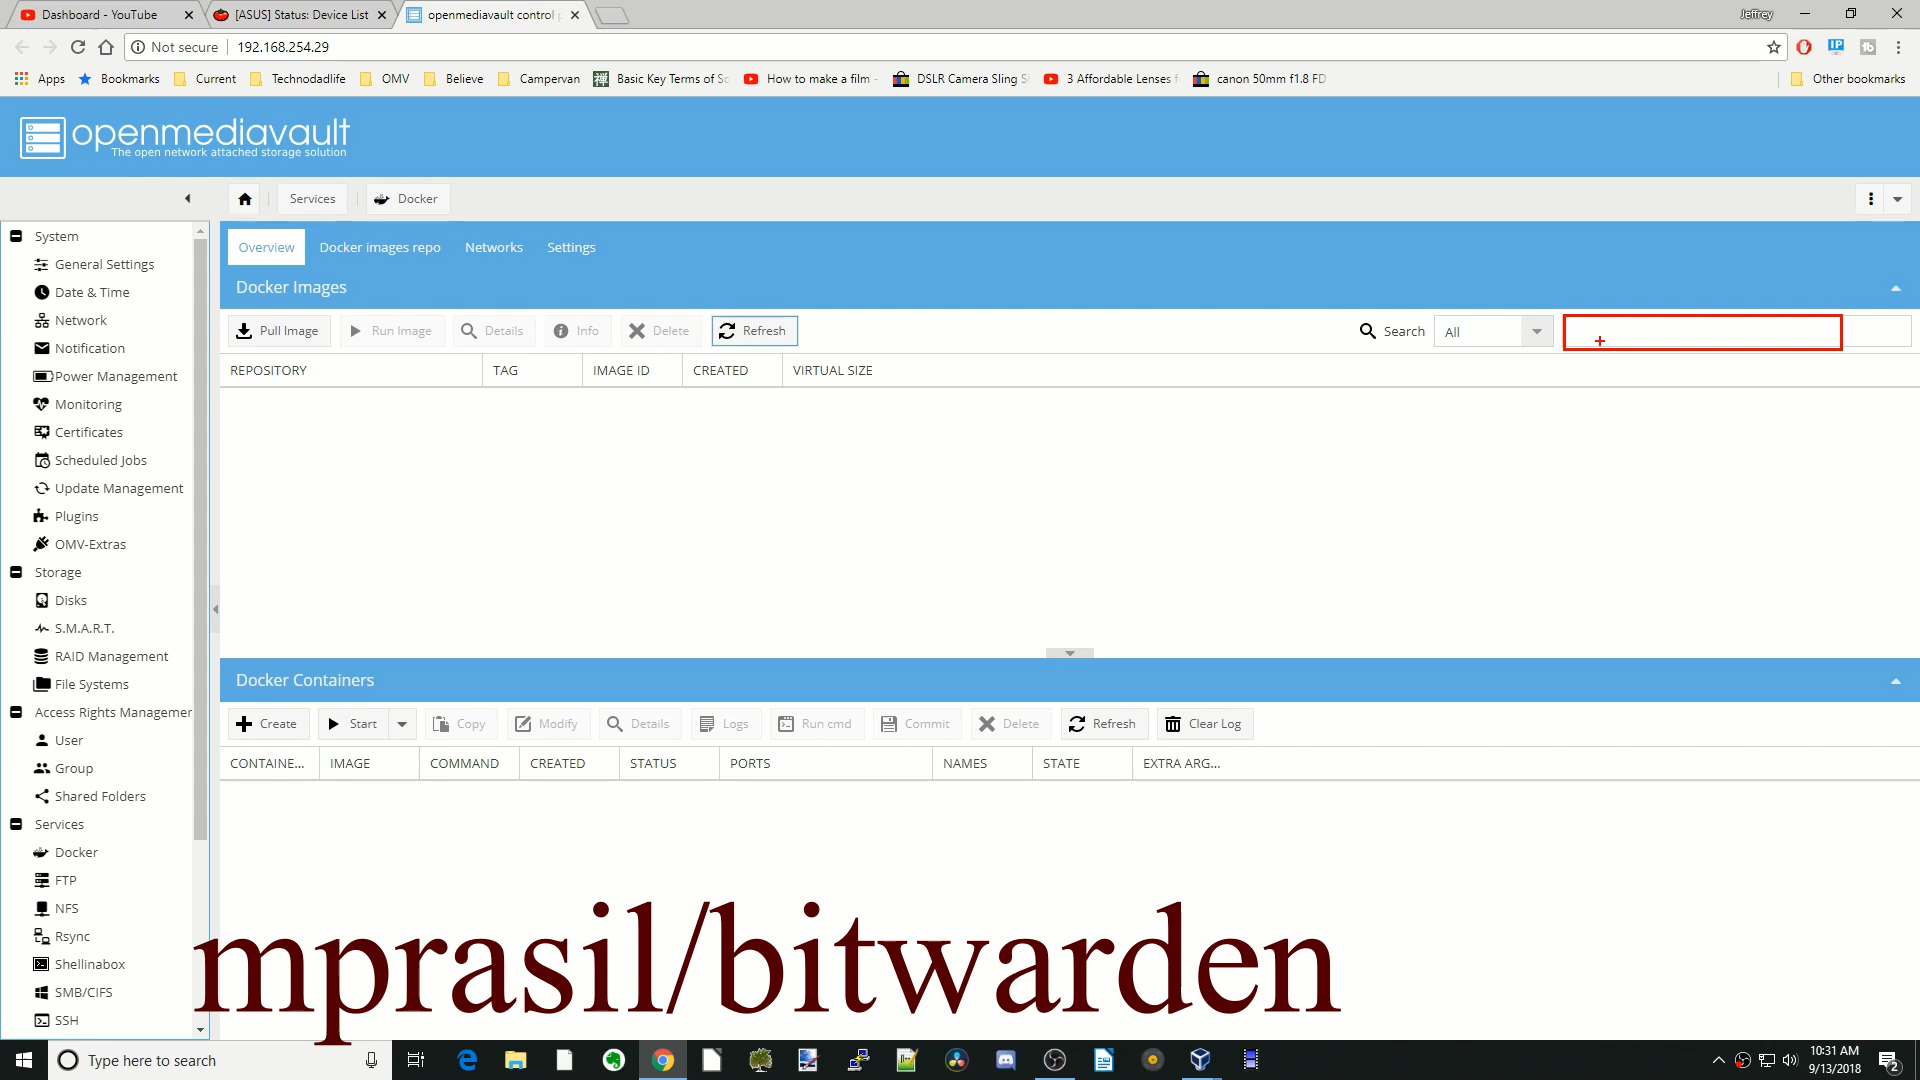 Dashboard - YouTube
[ASUS] Status: Device List
openmediavault control p
Jeffrey
Not secure
192.168.254.29
Apps
Bookmarks
Current
Technodadlife
OMV
Believe
Campervan
Basic Key Terms of Sc
How to make a film -
DSLR Camera Sling S
3 Affordable Lenses f
canon 50mm f1.8 FD
Other bookmarks
openmediavault
The open network attached storage solution
Services
Docker
System
General Settings
Date & Time
Network
Notification
Power Management
Monitoring
Certificates
Scheduled Jobs
Update Management
Plugins
OMV-Extras
Storage
Disks
S.M.A.R.T.
RAID Management
File Systems
Access Rights Managemer
User
Group
Shared Folders
Services
Docker
FTP
NFS
Rsync
Shellinabox
SMB/CIFS
SSH
Overview
Docker images repo
Networks
Settings
Docker Images
Pull Image
Run Image
Details
Info
Delete
Refresh
Search
All
REPOSITORY
TAG
IMAGE ID
CREATED
VIRTUAL SIZE
Docker Containers
Create
Start
Copy
Modify
Details
Logs
Run cmd
Commit
Delete
Refresh
Clear Log
CONTAINE...
IMAGE
COMMAND
CREATED
STATUS
PORTS
NAMES
STATE
EXTRA ARG...
mprasil/bitwarden
Type here to search
10:31 AM
9/13/2018
2